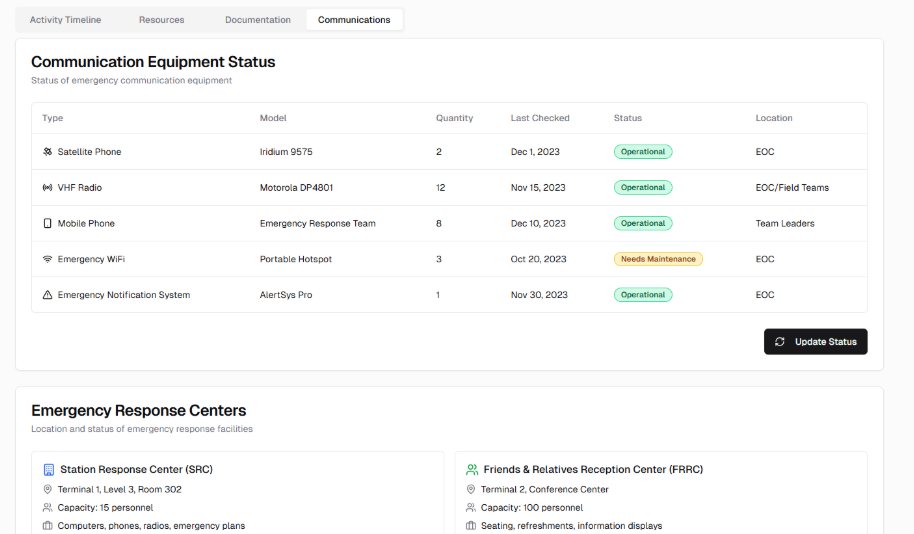 Activity Timeline Resources Documentation Communications
Communication Equipment Status
Status of emergency communication equipment
Type Model Quantity Last Checked Status Location
Satellite Phone Iridium 9575 2 Dec 1, 2023 Operational EOC
VHF Radio Motorola DP4801 12 Nov 15, 2023 Operational EOC/Field Teams
Mobile Phone Emergency Response Team 8 Dec 10, 2023 Operational Team Leaders
Emergency WiFi Portable Hotspot 3 Oct 20, 2023 Needs Maintenance EOC
Emergency Notification System AlertSys Pro 1 Nov 30, 2023 Operational EOC
Update Status
Emergency Response Centers
Location and status of emergency response facilities
Station Response Center (SRC)
Terminal 1, Level 3, Room 302
Capacity: 15 personnel
Computers, phones, radios, emergency plans
Friends & Relatives Reception Center (FRRC)
Terminal 2, Conference Center
Capacity: 100 personnel
Seating, refreshments, information displays